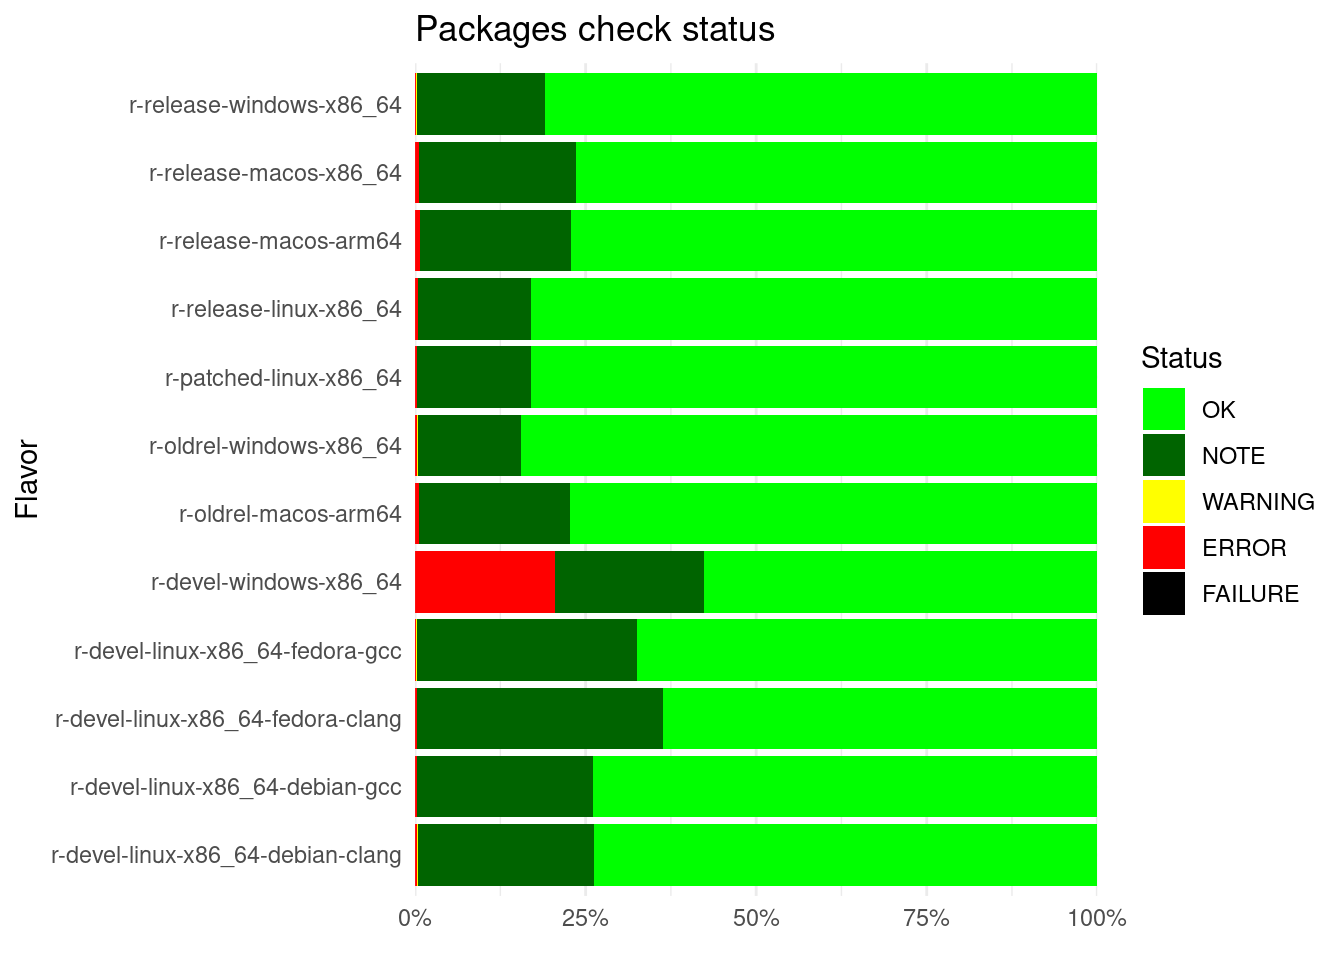 Packages check status
Flavor
r-release-windows-x86_64
r-release-macos-x86_64
r-release-macos-arm64
r-release-linux-x86_64
r-patched-linux-x86_64
r-oldrel-windows-x86_64
r-oldrel-macos-arm64
r-devel-windows-x86_64
r-devel-linux-x86_64-fedora-gcc
r-devel-linux-x86_64-fedora-clang
r-devel-linux-x86_64-debian-gcc
r-devel-linux-x86_64-debian-clang
0% 25% 50% 75% 100%
Status
OK
NOTE
WARNING
ERROR
FAILURE